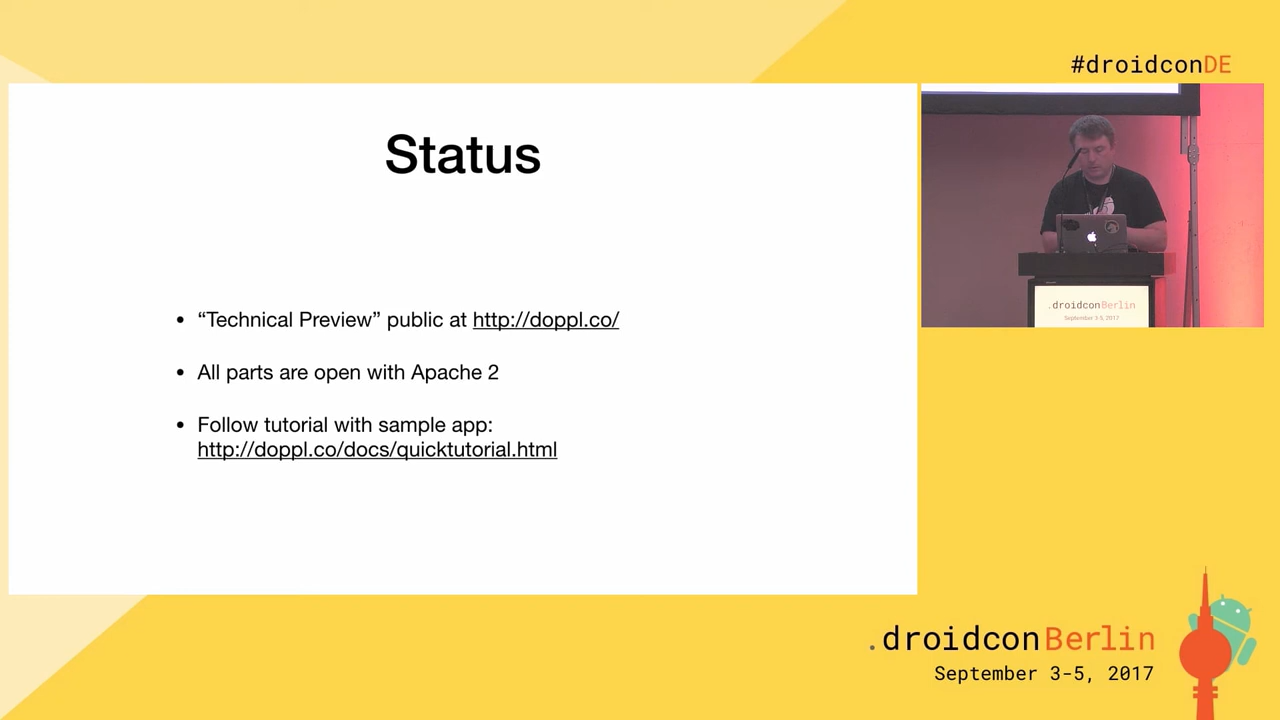 #droidconDE
Status
• “Technical Preview” public at http://doppl.co/
• All parts are open with Apache 2
• Follow tutorial with sample app:
http://doppl.co/docs/quicktutorial.html
.droidconBerlin
September 3-5, 2017
.droidconBerlin
September 3-5, 2017